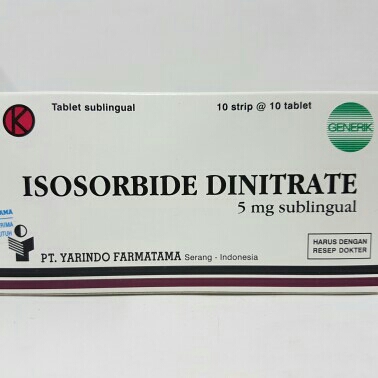 Tablet sublingual
10 strip @ 10 tablet
K
GENERIK
ISOSORBIDE DINITRATE
5 mg sublingual
HARUS DENGAN
RESEP DOKTER
PT. YARINDO FARMATAMA Serang - Indonesia